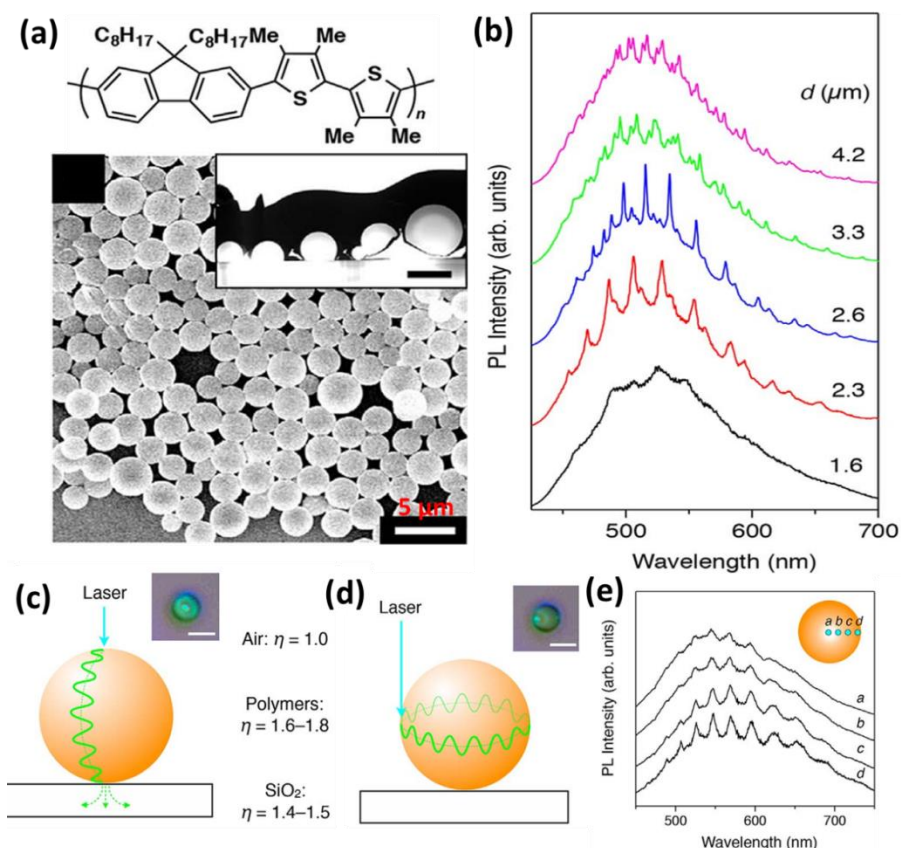 (a)
C8H17 C8H17Me Me
S
S
n
Me Me
5 μm
(b)
PL Intensity (arb. units)
d (μm)
4.2
3.3
2.6
2.3
1.6
500 600 700
Wavelength (nm)
(c)
Laser
Air: η = 1.0
Polymers:
η = 1.6–1.8
SiO₂:
η = 1.4–1.5
(d)
Laser
(e)
PL Intensity (arb. units)
a b c d
a
b
c
d
450 500 600 700
Wavelength (nm)